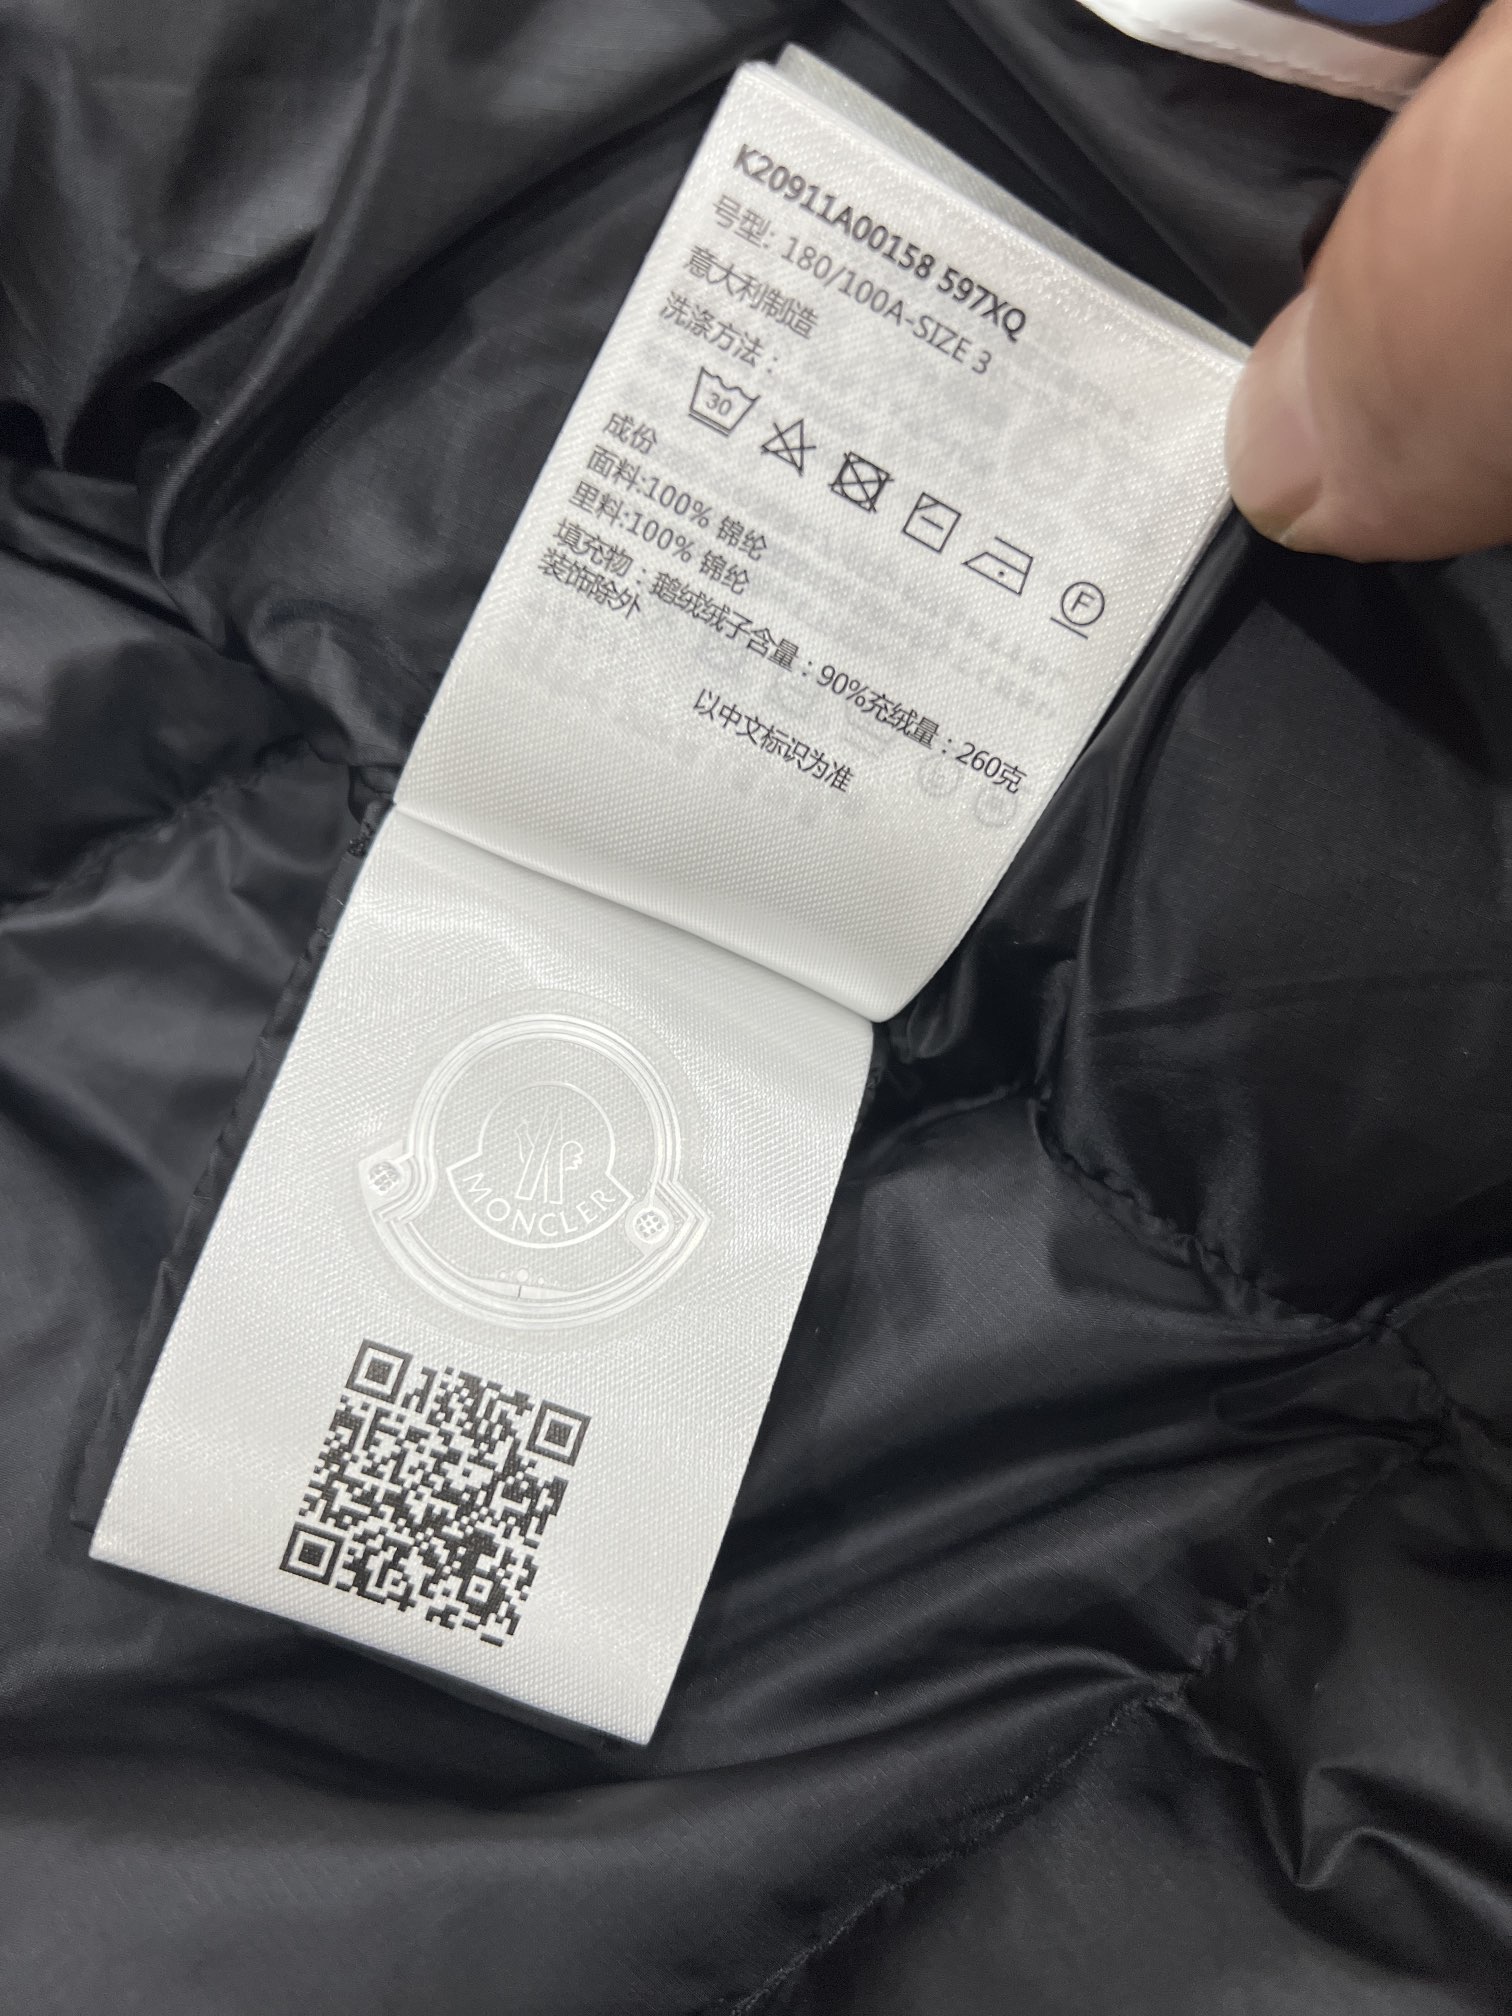 K20911A00158 597XQ
号型: 180/100A-SIZE 3
意大利制造
洗涤方法：
30
F
成份
面料:100% 锦纶
里料:100% 锦纶
填充物：鹅绒绒子含量：90%充绒量：260克
装饰除外
以中文标识为准
MONCLER